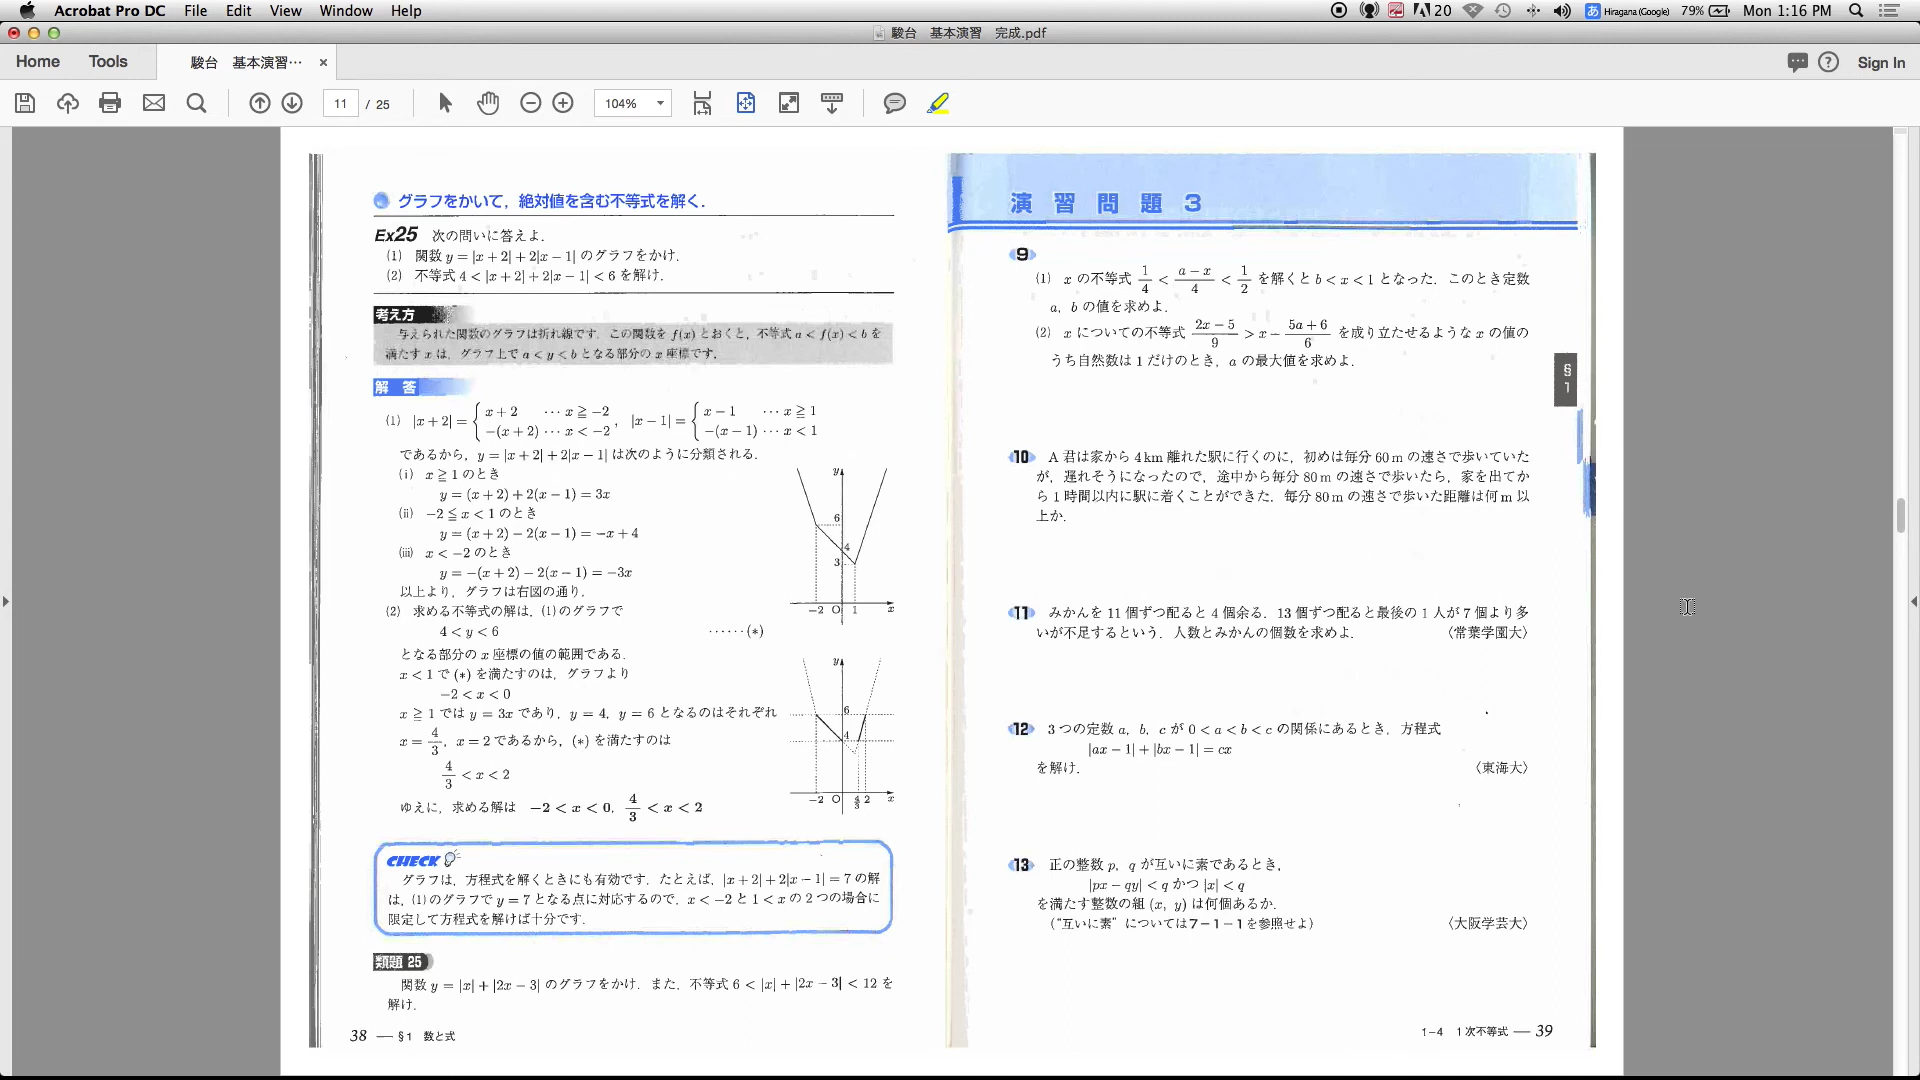 Acrobat Pro DC File Edit View Window Help
20 あ Hiragana (Google) 79% Mon 1:16 PM
駿台 基本演習 完成.pdf
Home Tools 駿台 基本演習… × Sign In
11 / 25 104%
グラフをかいて，絶対値を含む不等式を解く．
Ex25 次の問いに答えよ．
(1) 関数 y=|x+2|+2|x−1| のグラフをかけ．
(2) 不等式 4<|x+2|+2|x−1|<6 を解け．
考え方
与えられた関数のグラフは折れ線です．この関数を f(x) とおくと，不等式 a<f(x)<b を
満たす x は，グラフ上で a<y<b となる部分の x 座標です．
解 答
(1) |x+2|={x+2 …x≧−2, −(x+2)…x<−2, |x−1|={x−1 …x≧1, −(x−1)…x<1
であるから，y=|x+2|+2|x−1| は次のように分類される．
(i) x≧1 のとき
y=(x+2)+2(x−1)=3x
(ii) −2≦x<1 のとき
y=(x+2)−2(x−1)=−x+4
(iii) x<−2 のとき
y=−(x+2)−2(x−1)=−3x
以上より，グラフは右図の通り．
y 6 4 3 −2 O 1 x
(2) 求める不等式の解は，(1)のグラフで
4<y<6 ……(*)
となる部分の x 座標の値の範囲である．
x<1 で (*) を満たすのは，グラフより
−2<x<0
x≧1 では y=3x であり，y=4，y=6 となるのはそれぞれ
x=4/3，x=2 であるから，(*) を満たすのは
4/3<x<2
ゆえに，求める解は −2<x<0，4/3<x<2
y 6 4 −2 O 4/3 2 x
CHECK
グラフは，方程式を解くときにも有効です．たとえば，|x+2|+2|x−1|=7 の解
は，(1)のグラフで y=7 となる点に対応するので，x<−2 と 1<x の 2 つの場合に
限定して方程式を解けば十分です．
類題 25
関数 y=|x|+|2x−3| のグラフをかけ．また，不等式 6<|x|+|2x−3|<12 を
解け．
38 — §1 数と式
演習問題3
9
(1) x の不等式 1/4<(a−x)/4<1/2 を解くと b<x<1 となった．このとき定数
a，b の値を求めよ．
(2) x についての不等式 (2x−5)/9>x−(5a+6)/6 を成り立たせるような x の値の
うち自然数は 1 だけのとき，a の最大値を求めよ．
§1
10 A 君は家から 4km 離れた駅に行くのに，初めは毎分 60m の速さで歩いていた
が，遅れそうになったので，途中から毎分 80m の速さで歩いたら，家を出てか
ら 1 時間以内に駅に着くことができた．毎分 80m の速さで歩いた距離は何m 以
上か．
11 みかんを 11 個ずつ配ると 4 個余る．13 個ずつ配ると最後の 1 人が 7 個より多
いが不足するという．人数とみかんの個数を求めよ． 〈常葉学園大〉
12 3 つの定数 a，b，c が 0<a<b<c の関係にあるとき，方程式
|ax−1|+|bx−1|=cx
を解け． 〈東海大〉
13 正の整数 p，q が互いに素であるとき，
|px−qy|<q かつ |x|<q
を満たす整数の組 (x, y) は何個あるか．
(“互いに素” については7−1−1を参照せよ) 〈大阪学芸大〉
1−4 1 次不等式 — 39